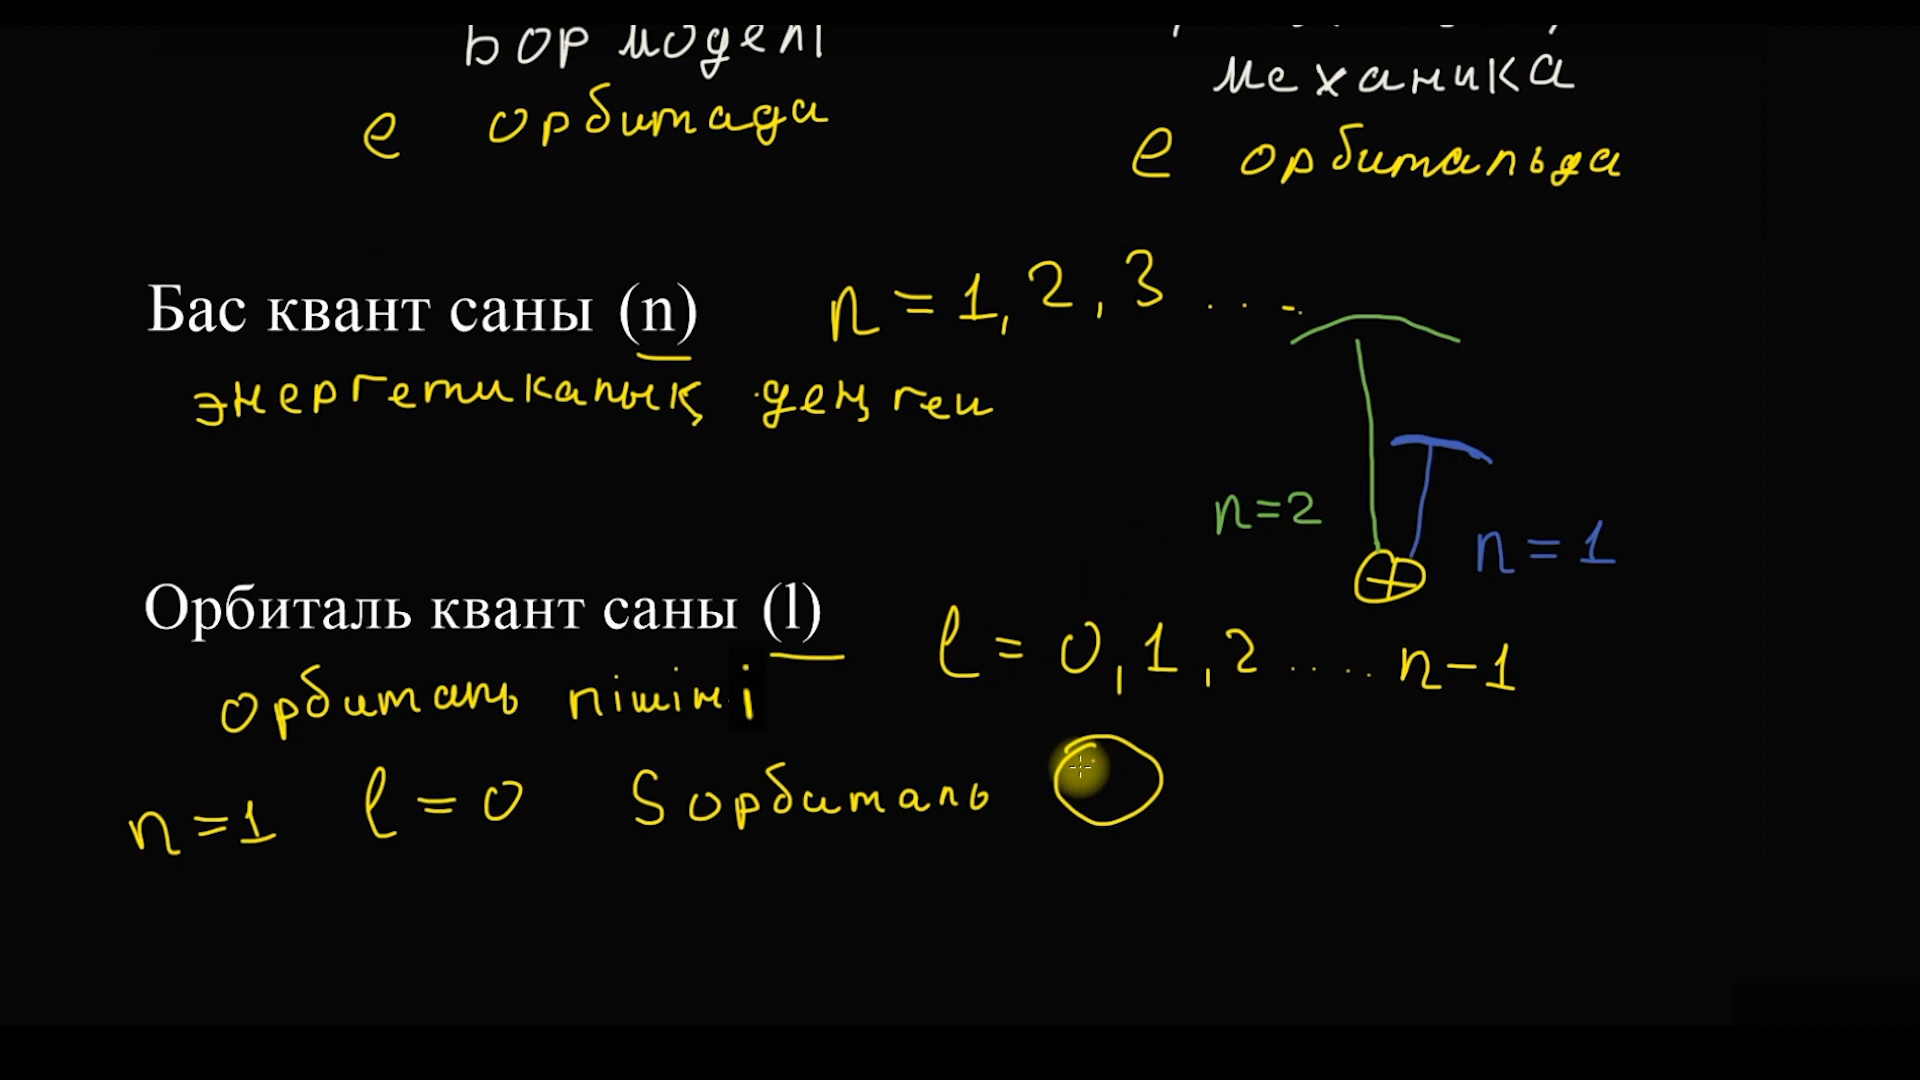 Бор моделі
механика
е орбитада
е орбитальда
Бас квант саны (n) n = 1, 2, 3 ....
энергетикалық деңгей
n=2
n = 1
Орбиталь квант саны (l) l = 0, 1, 2 .... n-1
орбиталь пішіні
n=1 l=0 S орбиталь